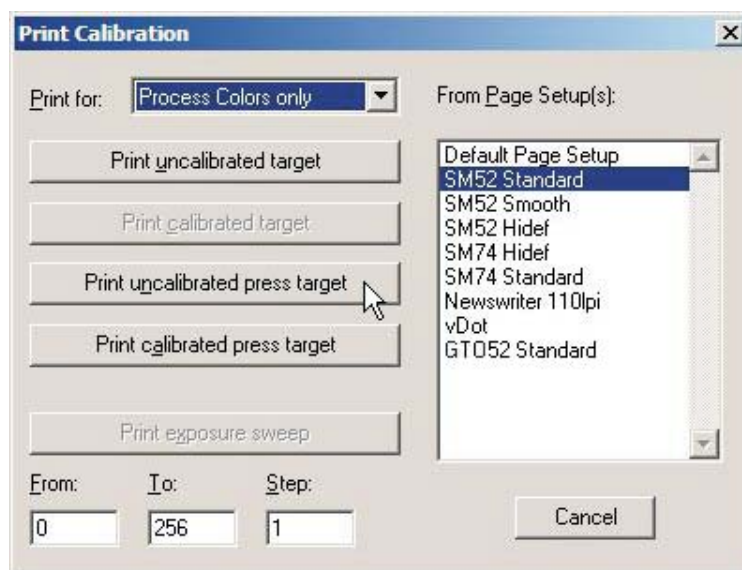 Print Calibration
Print for: Process Colors only
Print uncalibrated target
Print calibrated target
Print uncalibrated press target
Print calibrated press target
Print exposure sweep
From: To: Step:
0 256 1
From Page Setup(s):
Default Page Setup
SM52 Standard
SM52 Smooth
SM52 Hidef
SM74 Hidef
SM74 Standard
Newswriter 110lpi
vDot
GTO52 Standard
Cancel